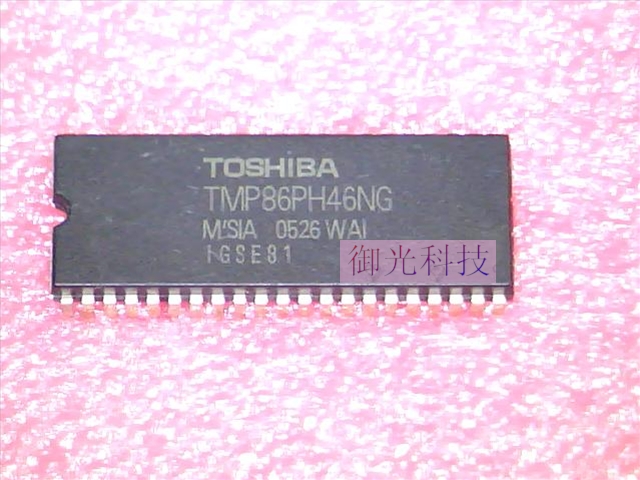 TOSHIBA
TMP86PH46NG
M'SIA 0526 WAI
IGSE81
御光科技